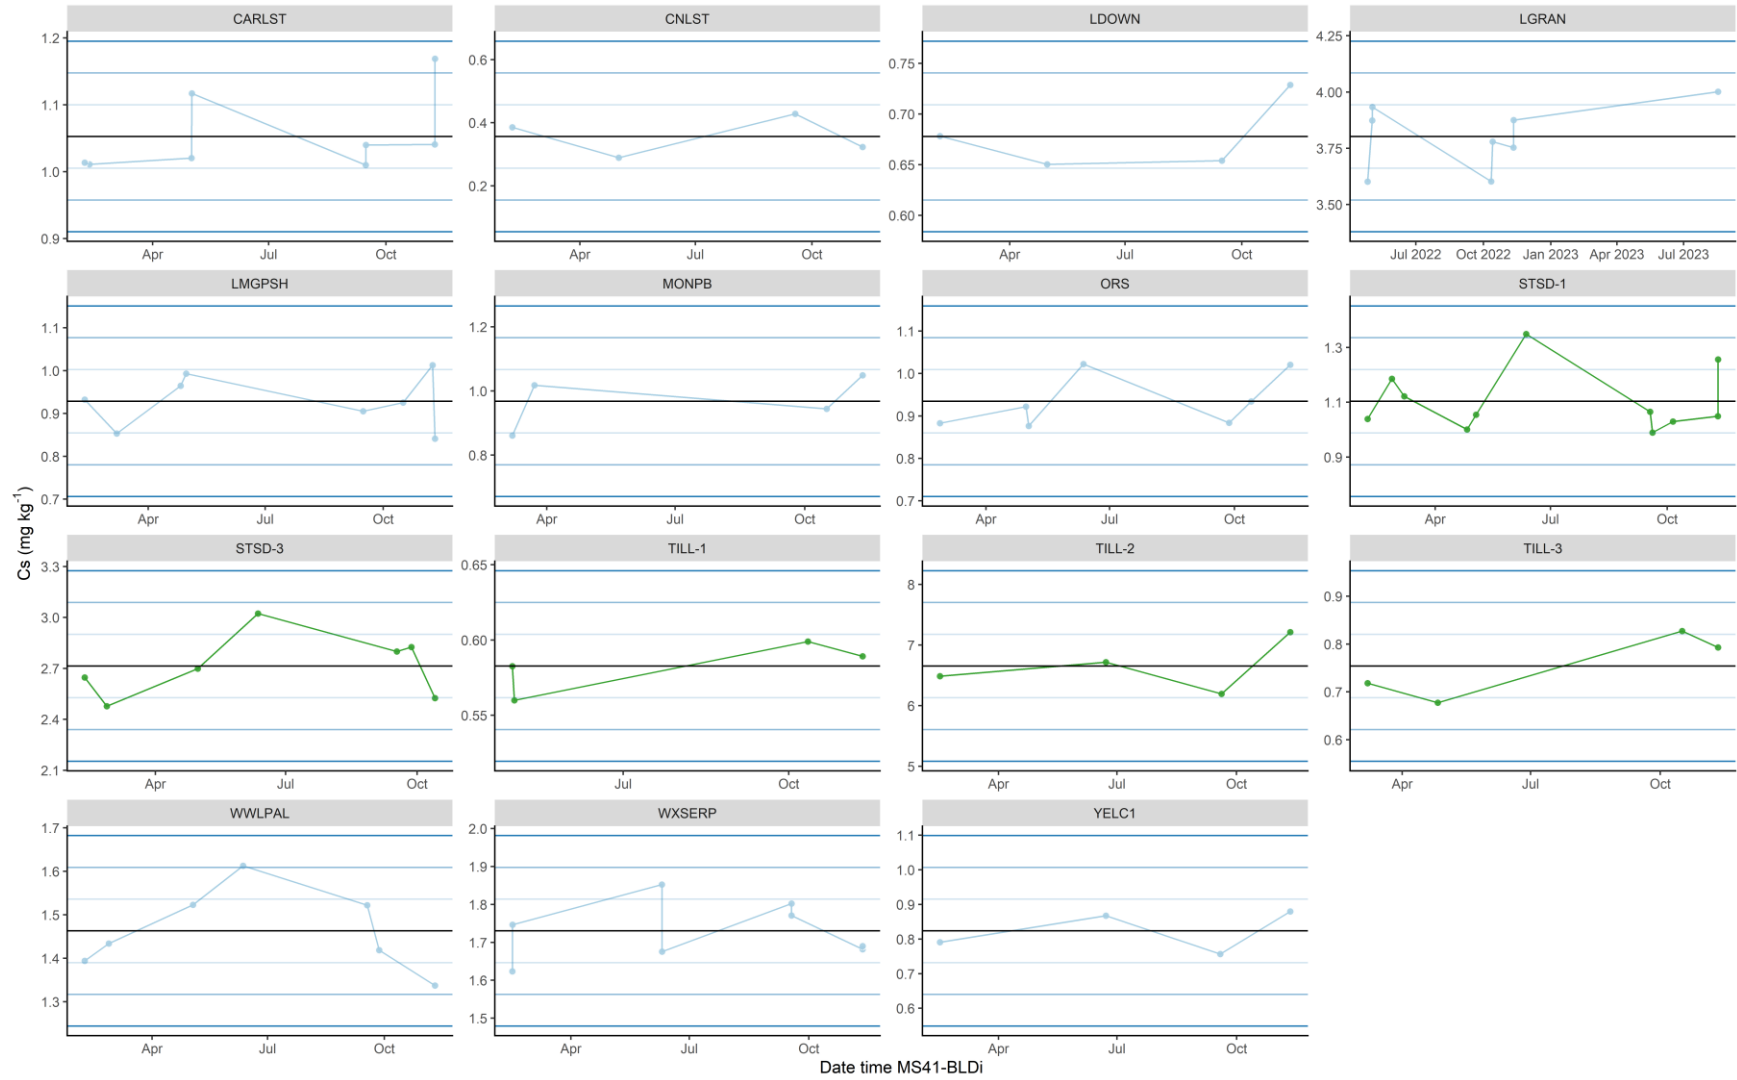 CARLST CNLST LDOWN LGRAN
1.2 1.1 1.0 0.9
Apr Jul Oct
0.6 0.4 0.2
Apr Jul Oct
0.75 0.70 0.65 0.60
Apr Jul Oct
4.25 4.00 3.75 3.50
Jul 2022 Oct 2022 Jan 2023 Apr 2023 Jul 2023
LMGPSH MONPB ORS STSD-1
1.1 1.0 0.9 0.8 0.7
Apr Jul Oct
1.2 1.0 0.8
Apr Jul Oct
1.1 1.0 0.9 0.8 0.7
Apr Jul Oct
1.3 1.1 0.9
Apr Jul Oct
Cs (mg kg⁻¹)
STSD-3 TILL-1 TILL-2 TILL-3
3.3 3.0 2.7 2.4 2.1
Apr Jul Oct
0.65 0.60 0.55
Jul Oct
8 7 6 5
Apr Jul Oct
0.9 0.8 0.7 0.6
Apr Jul Oct
WWLPAL WXSERP YELC1
1.7 1.6 1.5 1.4 1.3
Apr Jul Oct
2.0 1.9 1.8 1.7 1.6 1.5
Apr Jul Oct
1.1 1.0 0.9 0.8 0.7 0.6
Apr Jul Oct
Date time MS41-BLDi